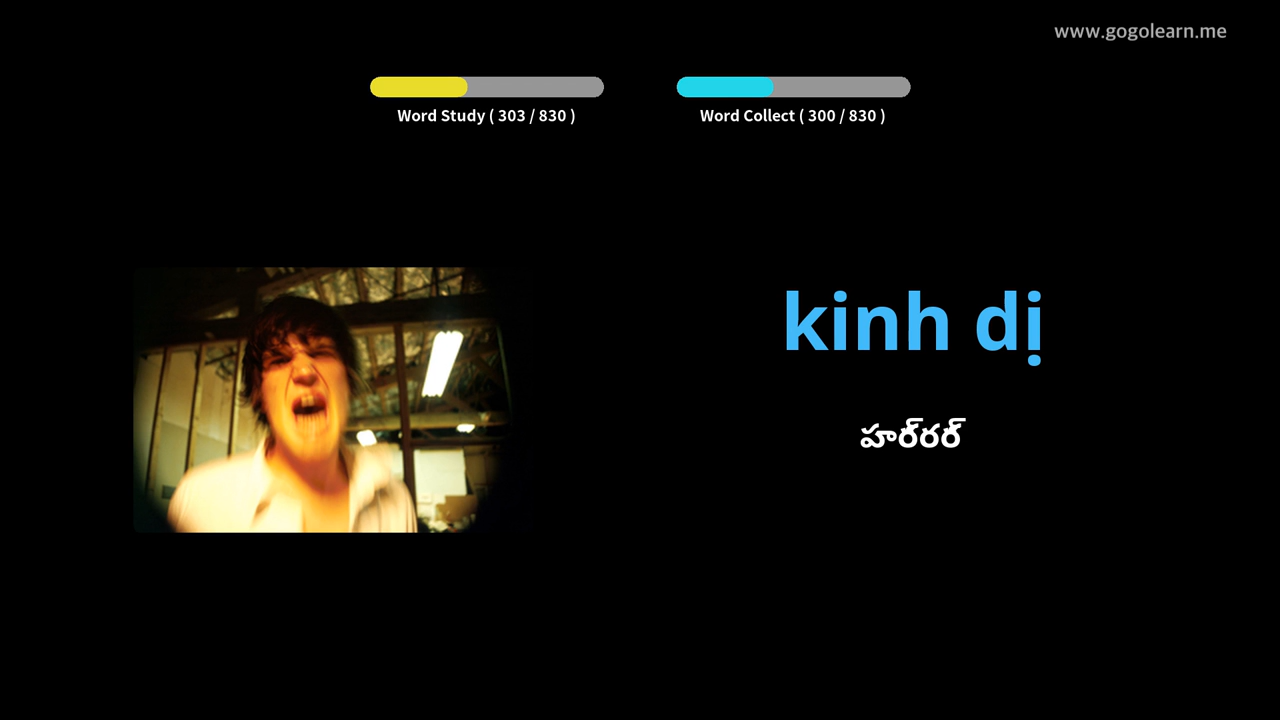 www.gogolearn.me
Word Study ( 303 / 830 )
Word Collect ( 300 / 830 )
kinh dị
హర్రర్